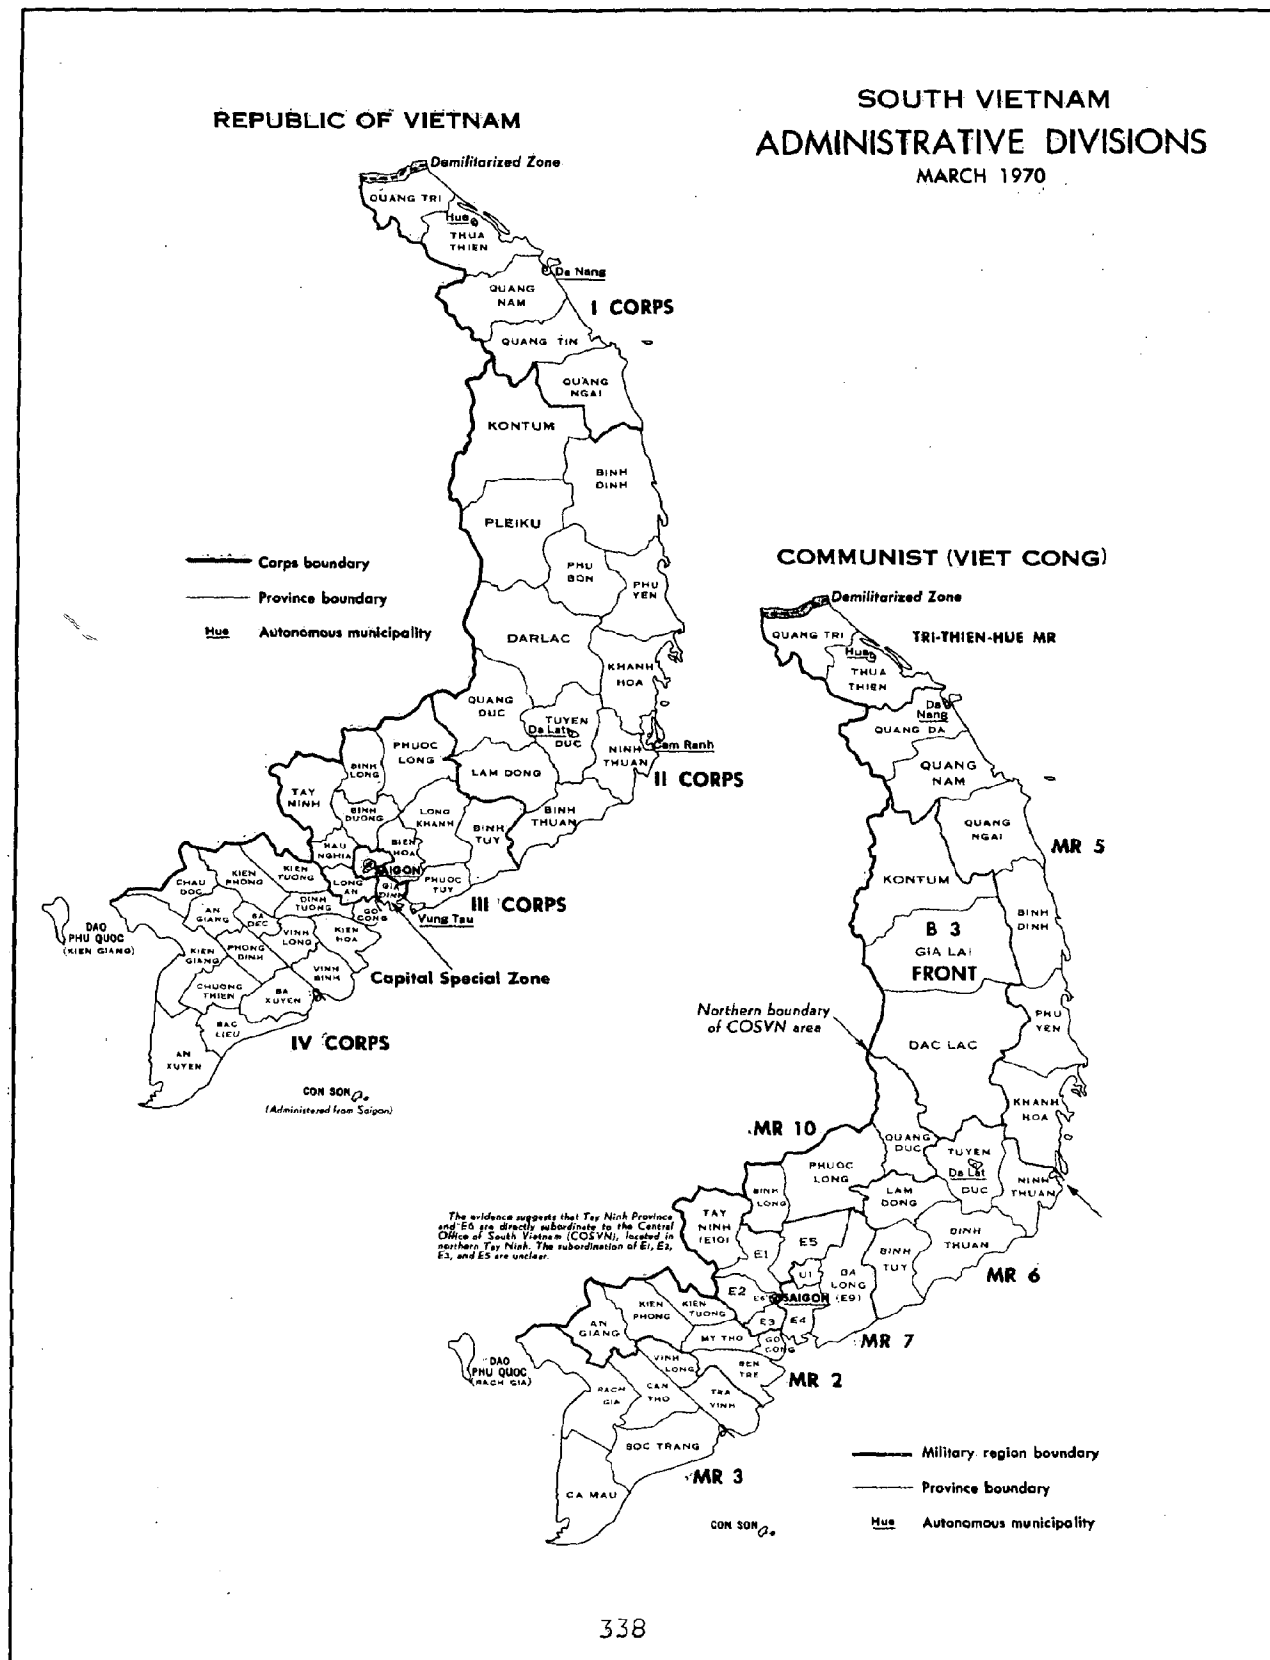 SOUTH VIETNAM
ADMINISTRATIVE DIVISIONS
MARCH 1970
REPUBLIC OF VIETNAM
Demilitarized Zone
QUANG TRI
Hue
THUA
THIEN
Da Nang
QUANG
NAM
I CORPS
QUANG TIN
QUANG
NGAI
KONTUM
BINH
DINH
PLEIKU
PHU
BON
PHU
YEN
Corps boundary
Province boundary
Hue Autonomous municipality
DARLAC
KHANH
HOA
QUANG
DUC
TUYEN
Da Lat
DUC
Cam Ranh
NINH
THUAN
II CORPS
PHUOC
LONG
BINH
LONG
LAM DONG
TAY
NINH
BINH
DUONG
LONG
KHANH
BINH
TUY
BINH
THUAN
HAU
NGHIA
BIEN
HOA
SAIGON
LONG
AN
GIA
DINH
PHUOC
TUY
III CORPS
Vung Tau
KIEN
TUONG
KIEN
PHONG
CHAU
DOC
DINH
TUONG
GO
CONG
AN
GIANG
SA
DEC
VINH
LONG
KIEN
HOA
DAO
PHU QUOC
(KIEN GIANG)
KIEN
GIANG
PHONG
DINH
VINH
BINH
Capital Special Zone
CHUONG
THIEN
BA
XUYEN
BAC
LIEU
IV CORPS
AN
XUYEN
CON SON
(Administered from Saigon)
COMMUNIST (VIET CONG)
Demilitarized Zone
QUANG TRI
TRI-THIEN-HUE MR
Hue
THUA
THIEN
Da
Nang
QUANG DA
QUANG
NAM
QUANG
NGAI
MR 5
KONTUM
BINH
DINH
B 3
GIA LAI
FRONT
Northern boundary
of COSVN area
PHU
YEN
DAC LAC
KHANH
HOA
MR 10
QUANG
DUC
TUYEN
Da Lat
DUC
NINH
THUAN
PHUOC
LONG
BINH
LONG
LAM
DONG
TAY
NINH
(E10)
The evidence suggests that Tay Ninh Province
and E6 are directly subordinate to the Central
Office of South Vietnam (COSVN), located in
northern Tay Ninh. The subordination of E1, E2,
E3, and E5 are unclear.
E1
E5
BINH
TUY
BINH
THUAN
MR 6
U1
BA
LONG
(E9)
E2
E6
SAIGON
E3
E4
MR 7
KIEN
PHONG
KIEN
TUONG
AN
GIANG
MY THO
GO
CONG
DAO
PHU QUOC
(RACH GIA)
VINH
LONG
BEN
TRE
MR 2
RACH
GIA
CAN
THO
TRA
VINH
SOC TRANG
MR 3
CA MAU
CON SON
Military region boundary
Province boundary
Hue Autonomous municipality
338